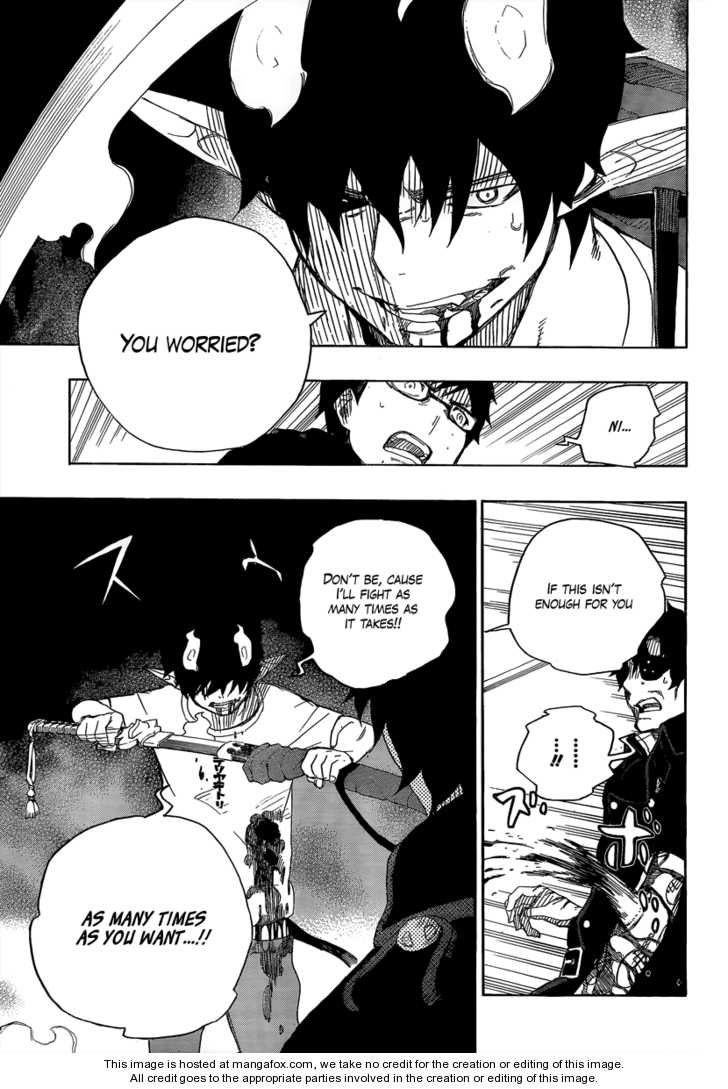 YOU WORRIED?
NI...
IF THIS ISN'T
ENOUGH FOR YOU
!! !!
ズ
ボ
DON'T BE, CAUSE
I'LL FIGHT AS
MANY TIMES AS
IT TAKES!!
ス
AS MANY TIMES
AS YOU WANT...!!
This image is hosted at mangafox.com, we take no credit for the creation or editing of this image.
All credit goes to the appropriate parties involved in the creation or editing of this image.